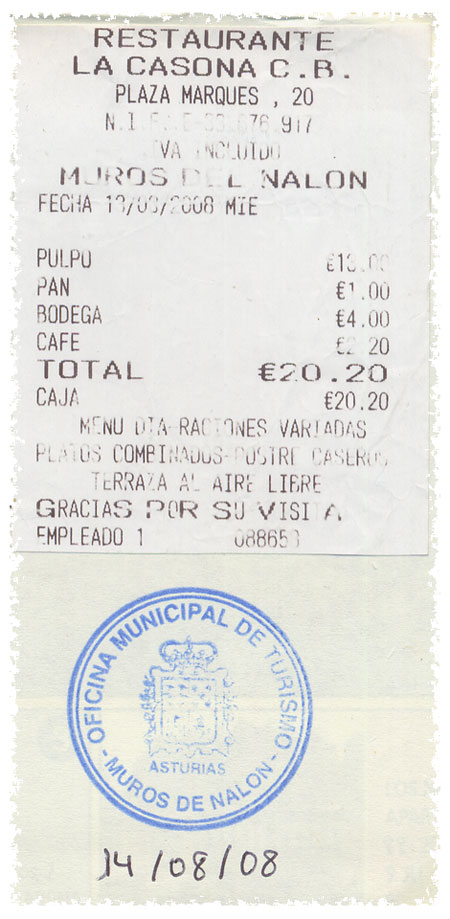 RESTAURANTE
LA CASONA C.B.
PLAZA MARQUES , 20
IVA INCLUIDO
MUROS DEL NALON
FECHA 13/08/2008 MIE
PULPO €13.00
PAN €1.00
BODEGA €4.00
CAFE €2.20
TOTAL €20.20
CAJA €20.20
MENU DIA-RACIONES VARIADAS
PLATOS COMBINADOS-POSTRE CASEROS
TERRAZA AL AIRE LIBRE
GRACIAS POR SU VISITA
EMPLEADO 1
OFICINA MUNICIPAL DE TURISMO
ASTURIAS
- MUROS DE NALON -
14/08/08